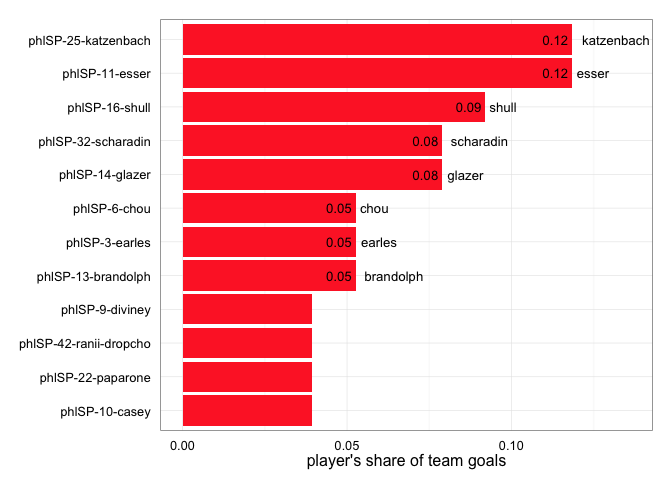 phlSP-25-katzenbach 0.12 katzenbach
phlSP-11-esser 0.12 esser
phlSP-16-shull 0.09 shull
phlSP-32-scharadin 0.08 scharadin
phlSP-14-glazer 0.08 glazer
phlSP-6-chou 0.05 chou
phlSP-3-earles 0.05 earles
phlSP-13-brandolph 0.05 brandolph
phlSP-9-diviney
phlSP-42-ranii-dropcho
phlSP-22-paparone
phlSP-10-casey
0.00 0.05 0.10
player's share of team goals